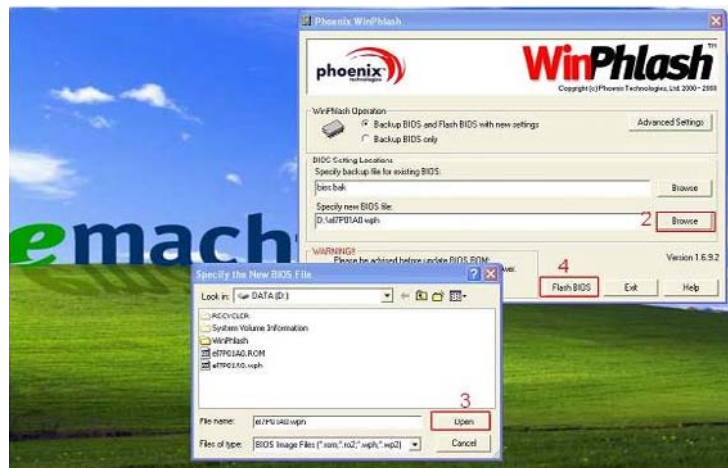 Phoenix WinPhlash
phoenix
technologies
WinPhlash™
Copyright (c) Phoenix Technologies, Ltd. 2000 -
WinPhlash Operation
Backup BIOS and Flash BIOS with new settings
Backup BIOS only
Advanced Settings
BIOS Setting Locations
Specify backup file for existing BIOS:
bios.bak
Browse
Specify new BIOS file:
D:\el7P01A0.wph
2
Browse
WARNING!!
Please be advised before update BIOS ROM:
wer.
Version 1.6.9.2
4
Flash BIOS
Exit
Help
emach
Specify the New BIOS File
Look in:
DATA (D:)
RECYCLER
System Volume Information
WinPhlash
el7P01A0.ROM
el7P01A0.wph
3
File name:
el7P01A0.wph
Open
Files of type:
BIOS Image Files (*.rom;*.ro2;*.wph;*.wp2)
Cancel